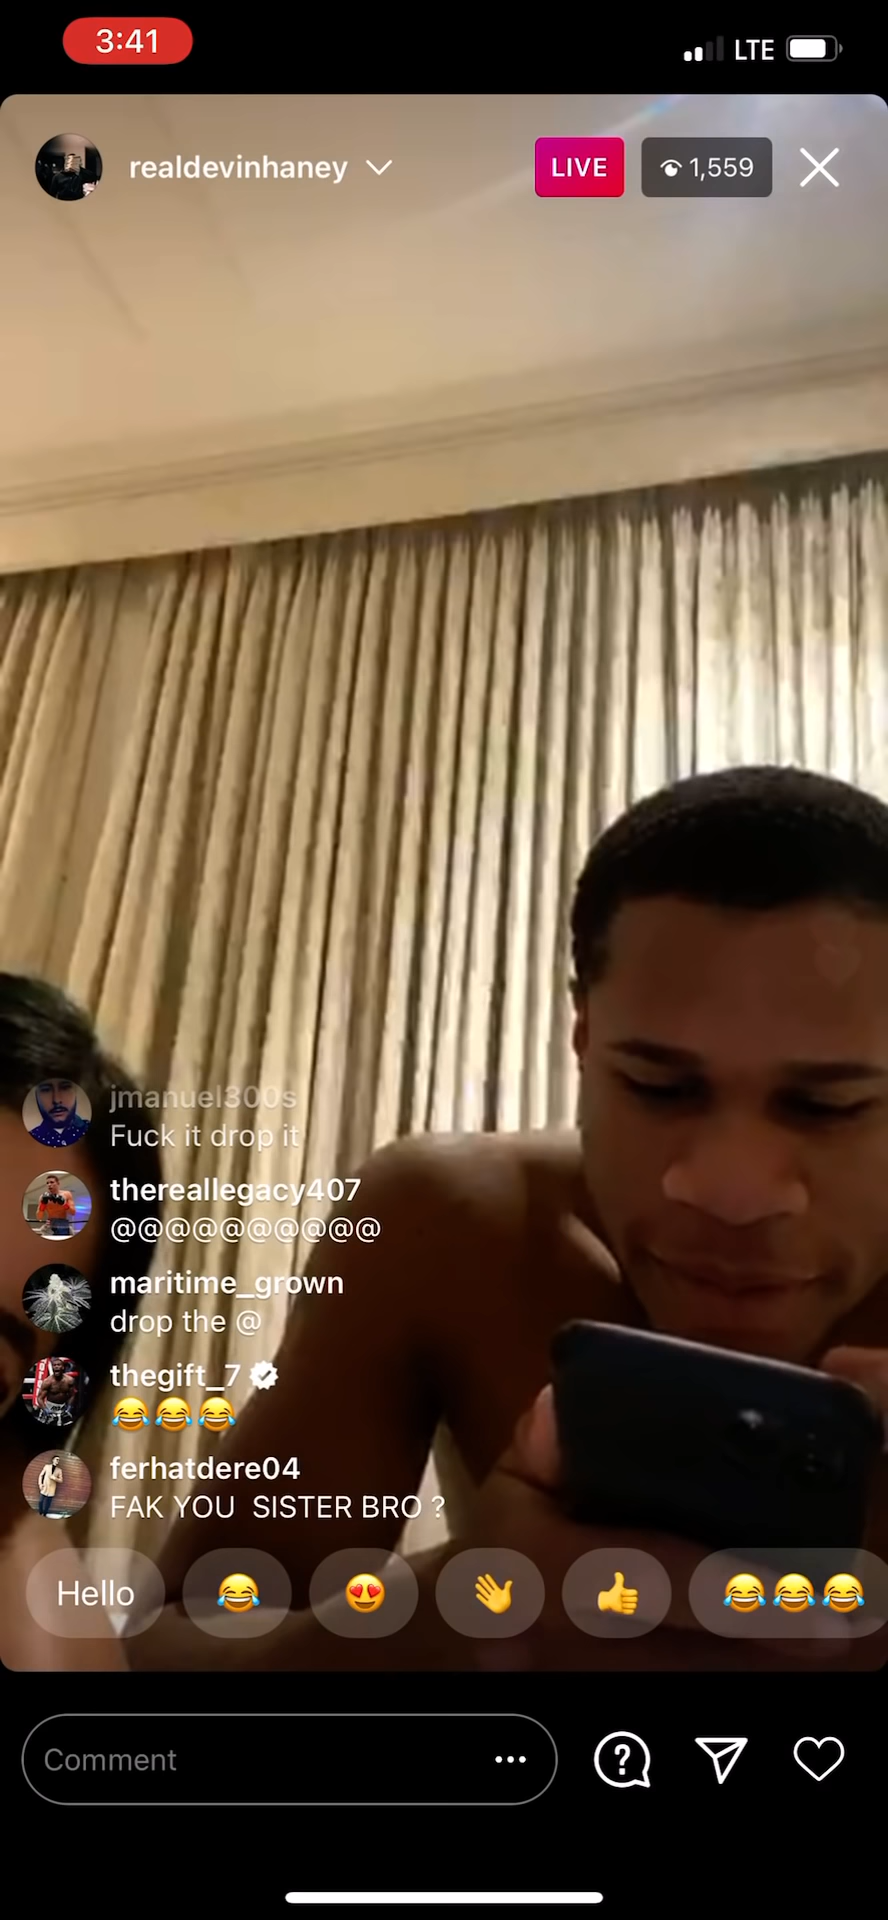 3:41
LTE
realdevinhaney
LIVE
1,559
jmanuel300s
Fuck it drop it
thereallegacy407
@@@@@@@@@@
maritime_grown
drop the @
thegift_7
😂😂😂
ferhatdere04
FAK YOU  SISTER BRO ?
Hello 😂 😍 👋 👍 😂😂😂
Comment